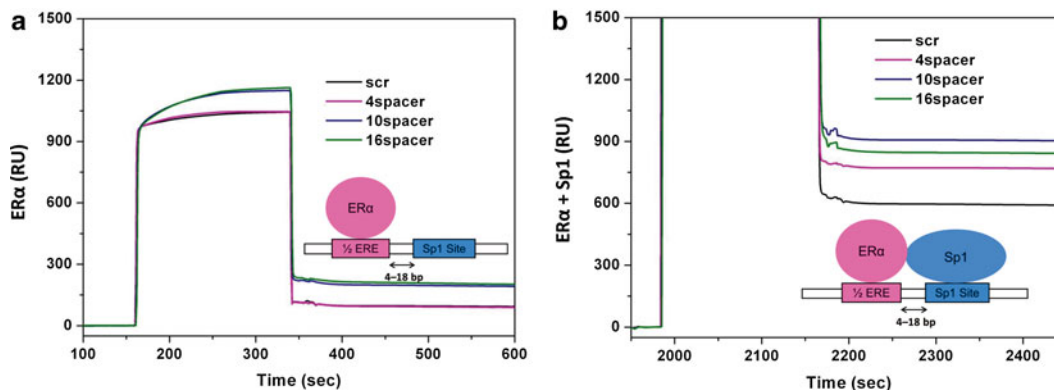 a
ERα (RU)
1500
1200
900
600
300
0
100
200
300
400
500
600
Time (sec)
scr
4spacer
10spacer
16spacer
ERα
½ ERE
Sp1 Site
4–18 bp
b
ERα + Sp1 (RU)
1500
1200
900
600
300
0
2000
2100
2200
2300
2400
Time (sec)
scr
4spacer
10spacer
16spacer
ERα
Sp1
½ ERE
Sp1 Site
4–18 bp